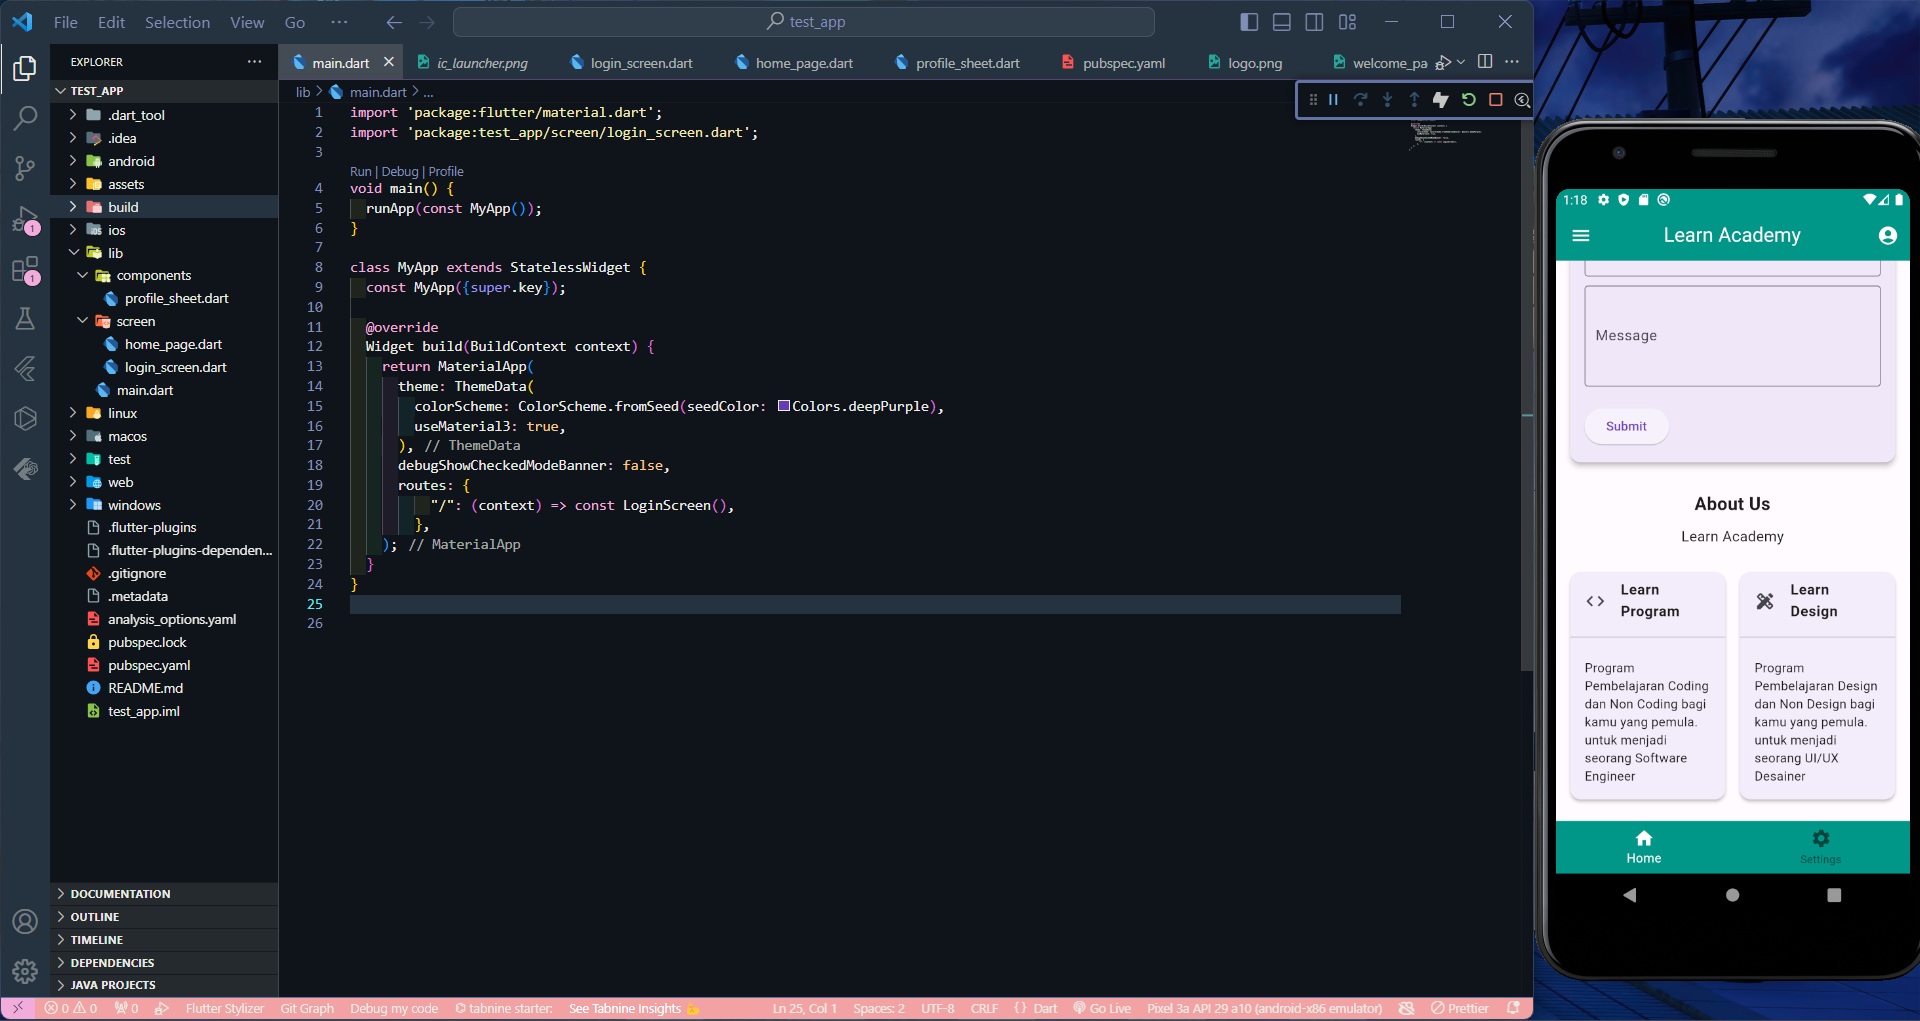 File Edit Selection View Go ··· test_app
EXPLORER
TEST_APP
.dart_tool
.idea
android
assets
build
ios
lib
components
profile_sheet.dart
screen
home_page.dart
login_screen.dart
main.dart
linux
macos
test
web
windows
.flutter-plugins
.flutter-plugins-dependen...
.gitignore
.metadata
analysis_options.yaml
pubspec.lock
pubspec.yaml
README.md
test_app.iml
DOCUMENTATION
OUTLINE
TIMELINE
DEPENDENCIES
JAVA PROJECTS
1
1
main.dart ic_launcher.png login_screen.dart home_page.dart profile_sheet.dart pubspec.yaml logo.png welcome_pa
lib > main.dart > ...
1 import 'package:flutter/material.dart';
2 import 'package:test_app/screen/login_screen.dart';
3
Run | Debug | Profile
4 void main() {
5 runApp(const MyApp());
6 }
7
8 class MyApp extends StatelessWidget {
9 const MyApp({super.key});
10
11 @override
12 Widget build(BuildContext context) {
13 return MaterialApp(
14 theme: ThemeData(
15 colorScheme: ColorScheme.fromSeed(seedColor: Colors.deepPurple),
16 useMaterial3: true,
17 ), // ThemeData
18 debugShowCheckedModeBanner: false,
19 routes: {
20 "/": (context) => const LoginScreen(),
21 },
22 ); // MaterialApp
23 }
24 }
25
26
0 0 0 Flutter Stylizer Git Graph Debug my code tabnine starter: See Tabnine Insights Ln 25, Col 1 Spaces: 2 UTF-8 CRLF {} Dart Go Live Pixel 3a API 29 a10 (android-x86 emulator) Prettier
1:18
Learn Academy
Message
Submit
About Us
Learn Academy
Learn
Program
Program
Pembelajaran Coding
dan Non Coding bagi
kamu yang pemula.
untuk menjadi
seorang Software
Engineer
Learn
Design
Program
Pembelajaran Design
dan Non Design bagi
kamu yang pemula.
untuk menjadi
seorang UI/UX
Desainer
Home
Settings